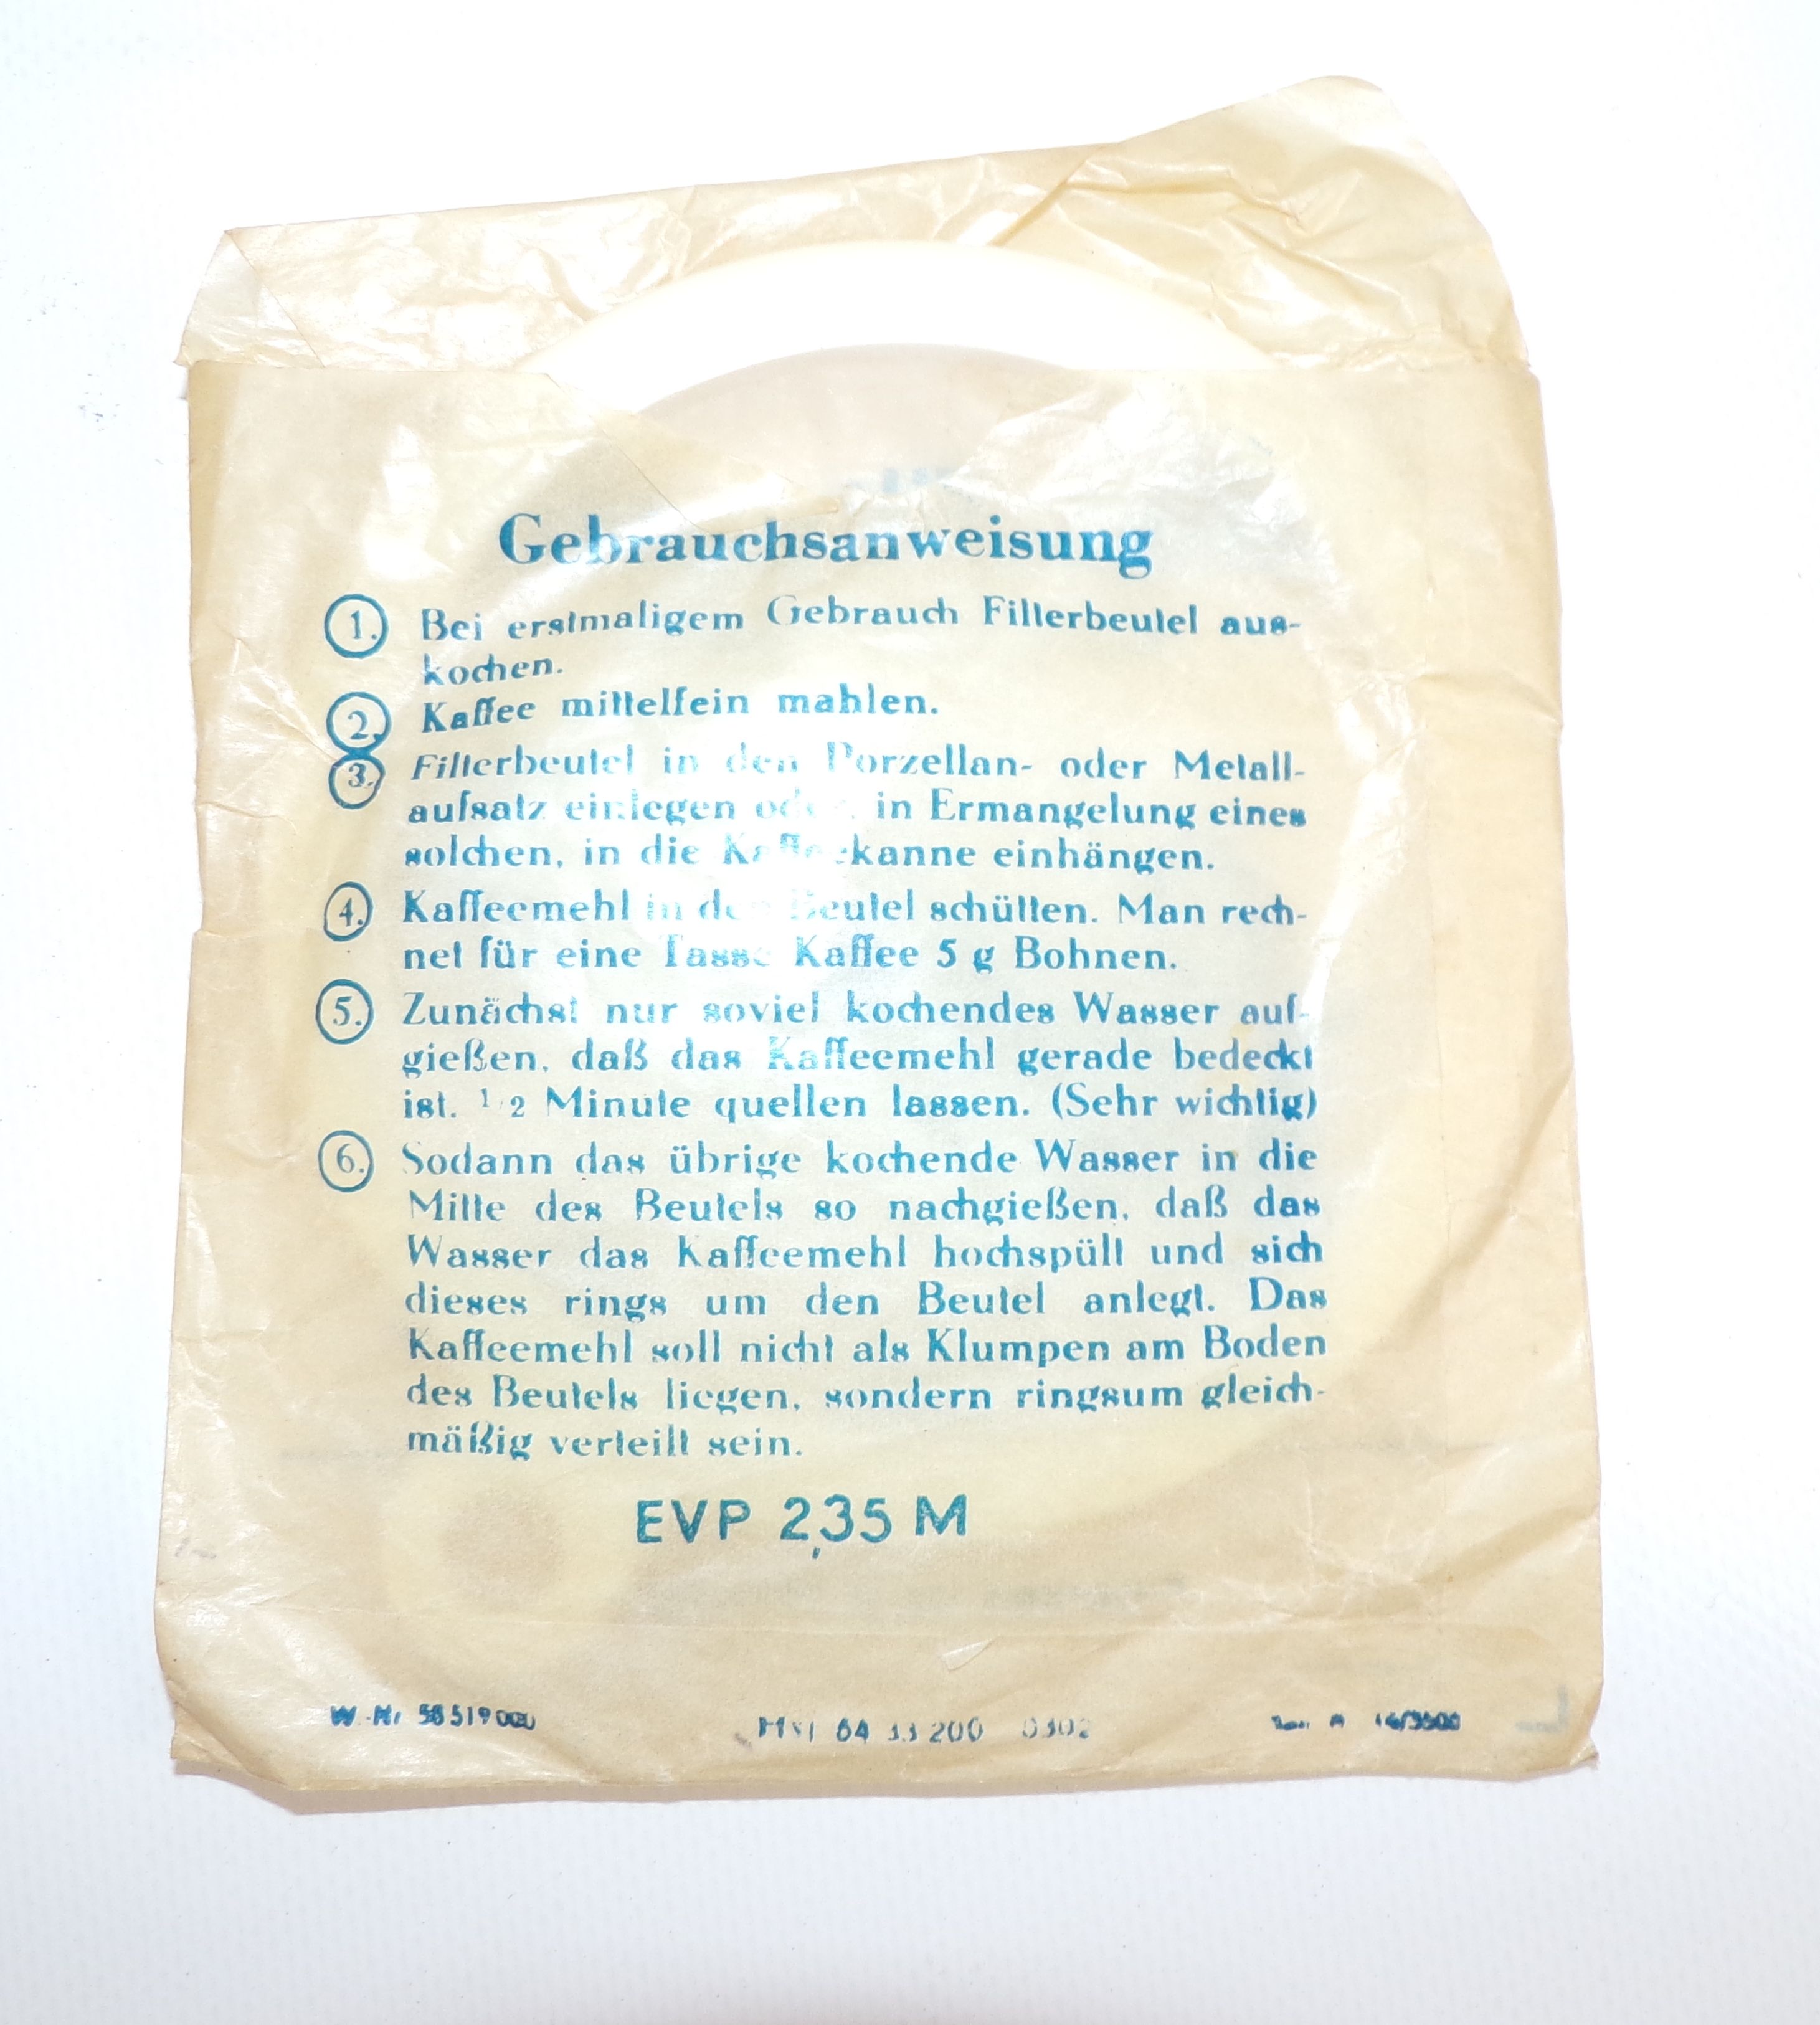 Gebrauchsanweisung
1. Bei erstmaligem Gebrauch Filterbeutel aus-
kochen.
2. Kaffee mittelfein mahlen.
3. Filterbeutel in den Porzellan- oder Metall-
aufsatz einlegen oder in Ermangelung eines
solchen, in die Kaffeekanne einhängen.
4. Kaffeemehl in den Beutel schütten. Man rech-
net für eine Tasse Kaffee 5 g Bohnen.
5. Zunächst nur soviel kochendes Wasser auf-
gießen, daß das Kaffeemehl gerade bedeckt
ist. 1/2 Minute quellen lassen. (Sehr wichtig)
6. Sodann das übrige kochende Wasser in die
Mitte des Beutels so nachgießen, daß das
Wasser das Kaffeemehl hochspült und sich
dieses rings um den Beutel anlegt. Das
Kaffeemehl soll nicht als Klumpen am Boden
des Beutels liegen, sondern ringsum gleich-
mäßig verteilt sein.
EVP 2,35 M
W.-Nr 64 33 200 0302